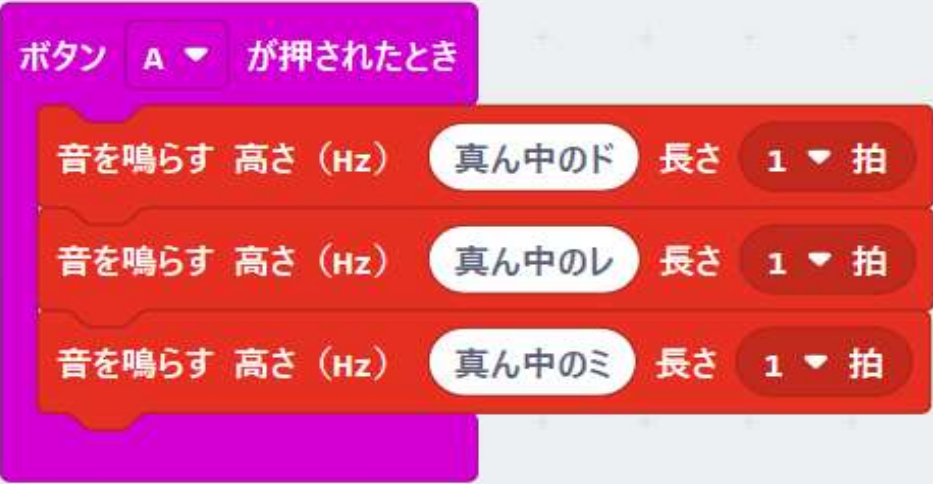 ボタン A が押されたとき
音を鳴らす 高さ（Hz） 真ん中のド 長さ 1 拍
音を鳴らす 高さ（Hz） 真ん中のレ 長さ 1 拍
音を鳴らす 高さ（Hz） 真ん中のミ 長さ 1 拍